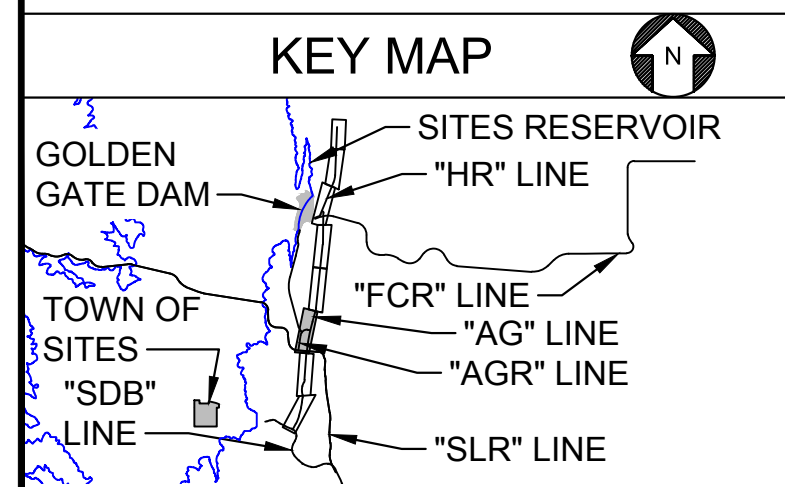 KEY MAP
N
SITES RESERVOIR
GOLDEN
GATE DAM
"HR" LINE
"FCR" LINE
TOWN OF
SITES
"AG" LINE
"AGR" LINE
"SDB"
LINE
"SLR" LINE